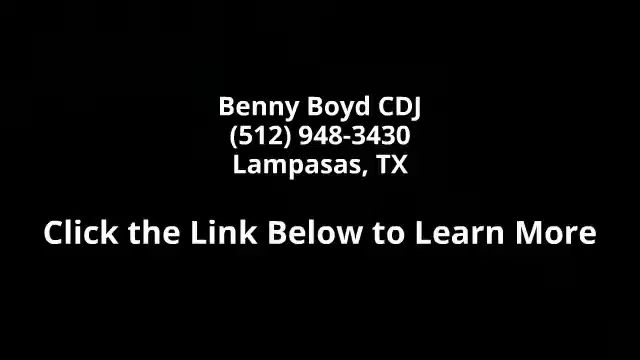 Benny Boyd CDJ
(512) 948-3430
Lampasas, TX
Click the Link Below to Learn More